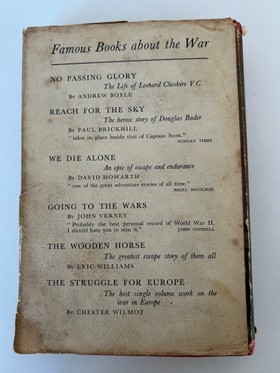 Famous Books about the War
NO PASSING GLORY
The Life of Leonard Cheshire V.C.
By ANDREW BOYLE
REACH FOR THE SKY
The heroic story of Douglas Bader
By PAUL BRICKHILL
"takes its place beside that of Captain Scott."
SUNDAY TIMES
WE DIE ALONE
An epic of escape and endurance
By DAVID HOWARTH
"one of the great adventure stories of all time."
NIGEL NICOLSON
GOING TO THE WARS
By JOHN VERNEY
"Probably the best personal record of World War II.
I should hate you to miss it."
JOHN CONNELL
THE WOODEN HORSE
The greatest escape story of them all
By ERIC WILLIAMS
THE STRUGGLE FOR EUROPE
The best single volume work on the
war in Europe
By CHESTER WILMOT